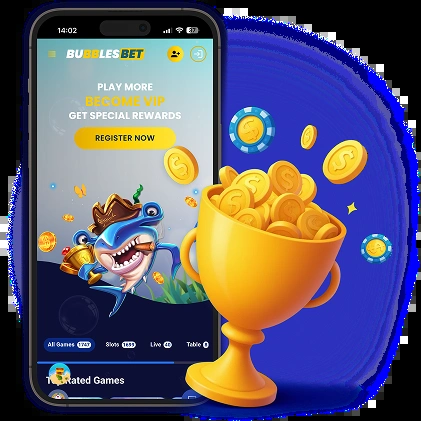 14:02
BUBBLESBET
PLAY MORE
BECOME VIP
GET SPECIAL REWARDS
REGISTER NOW
All Games
Slots
Live
Table
Rated Games